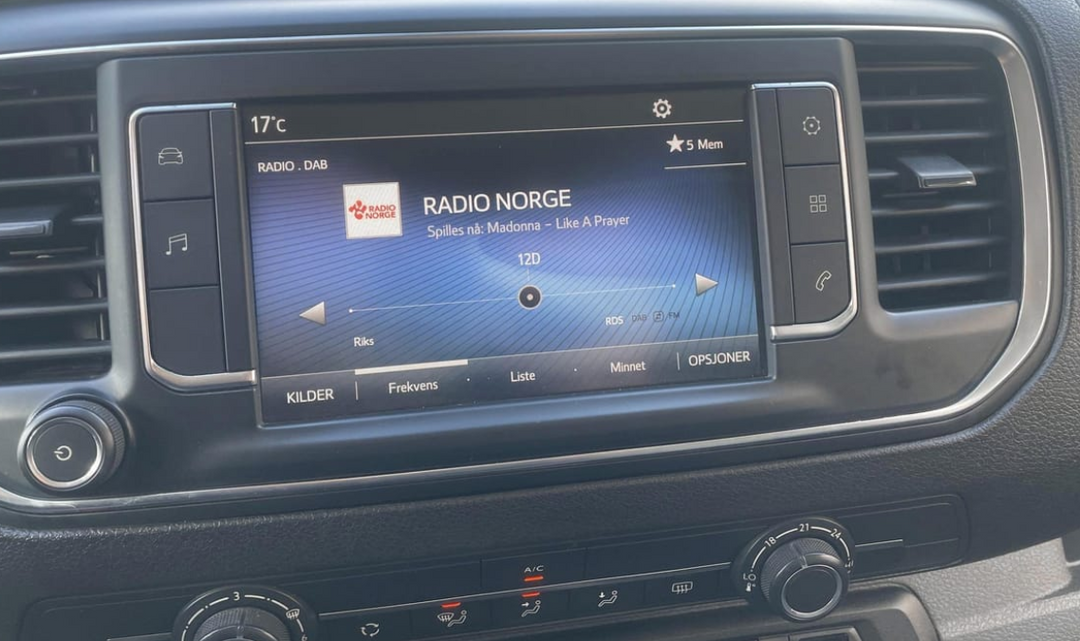 17°C
5 Mem
RADIO . DAB
RADIO NORGE
RADIO NORGE
Spilles nå: Madonna – Like A Prayer
12D
RDS DAB FM
Riks
KILDER Frekvens Liste Minnet OPSJONER
A/C
3
LO 18 21 24